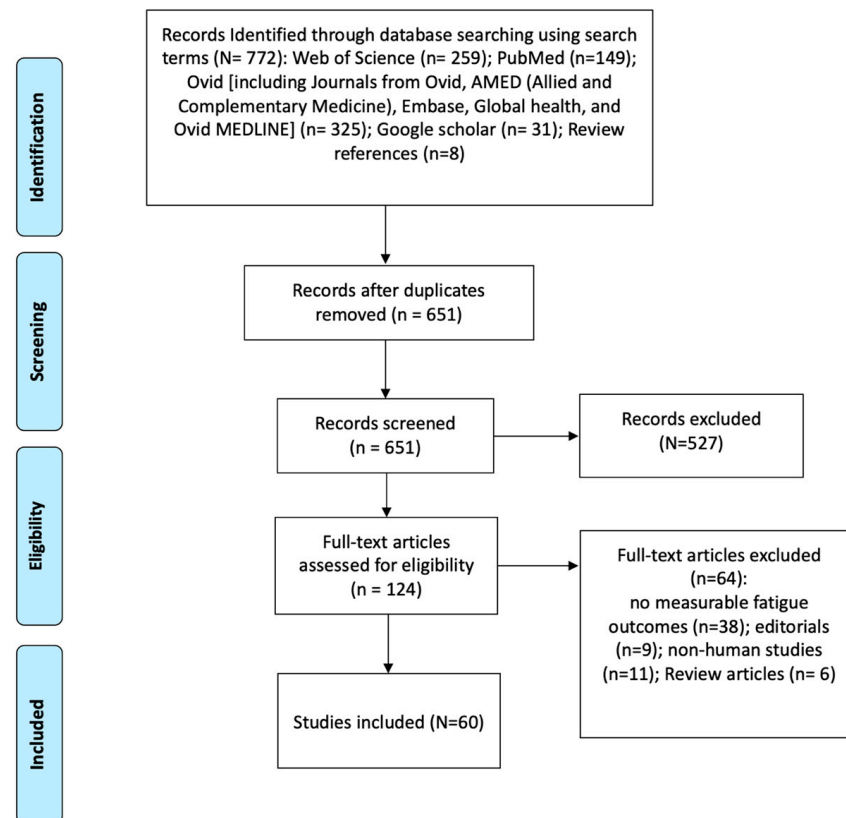 Identification
Records Identified through database searching using search
terms (N= 772): Web of Science (n= 259); PubMed (n=149);
Ovid [including Journals from Ovid, AMED (Allied and
Complementary Medicine), Embase, Global health, and
Ovid MEDLINE] (n= 325); Google scholar (n= 31); Review
references (n=8)
Screening
Records after duplicates
removed (n = 651)
Records screened
(n = 651)
Records excluded
(N=527)
Eligibility
Full-text articles
assessed for eligibility
(n = 124)
Full-text articles excluded
(n=64):
no measurable fatigue
outcomes (n=38); editorials
(n=9); non-human studies
(n=11); Review articles (n= 6)
Included
Studies included (N=60)